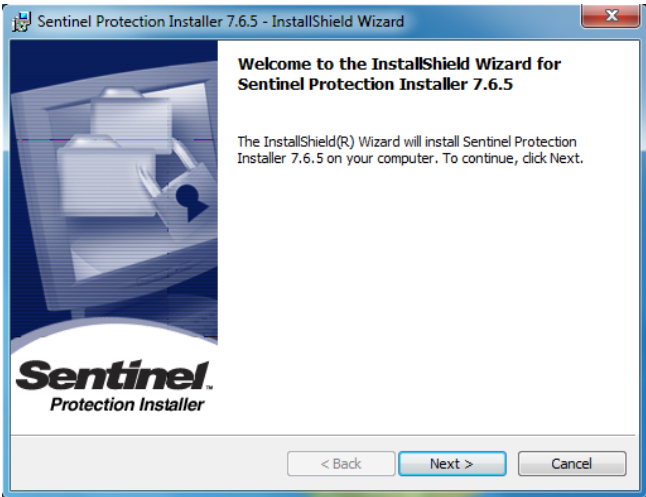 Sentinel Protection Installer 7.6.5 - InstallShield Wizard
Welcome to the InstallShield Wizard for
Sentinel Protection Installer 7.6.5
The InstallShield(R) Wizard will install Sentinel Protection
Installer 7.6.5 on your computer. To continue, click Next.
Sentinel™
Protection Installer
< Back Next > Cancel